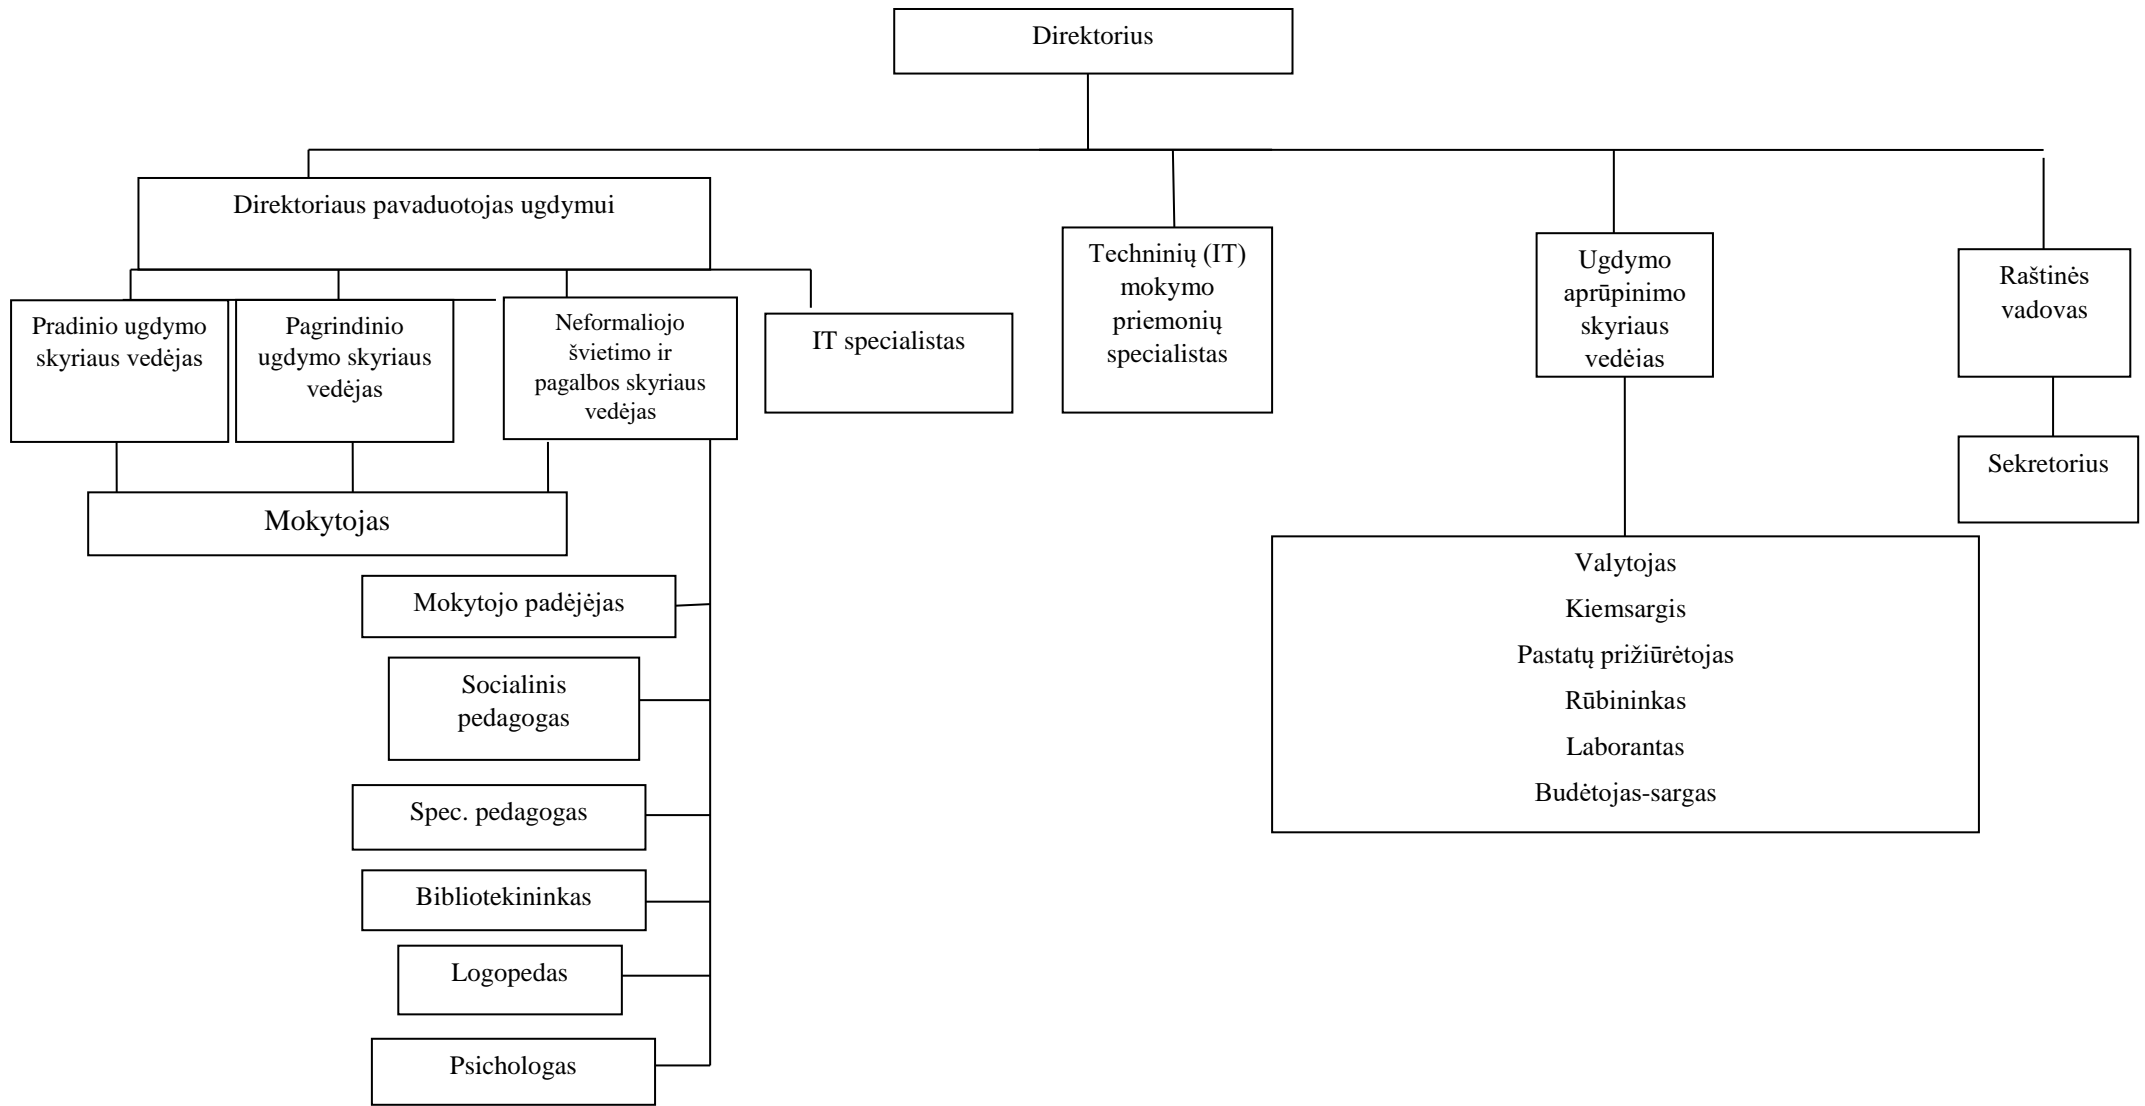 Direktorius
Direktoriaus pavaduotojas ugdymui
Pradinio ugdymo
skyriaus vedėjas
Pagrindinio
ugdymo skyriaus
vedėjas
Neformaliojo
švietimo ir
pagalbos skyriaus
vedėjas
IT specialistas
Techninių (IT)
mokymo
priemonių
specialistas
Ugdymo
aprūpinimo
skyriaus
vedėjas
Raštinės
vadovas
Sekretorius
Mokytojas
Mokytojo padėjėjas
Socialinis
pedagogas
Spec. pedagogas
Bibliotekininkas
Logopedas
Psichologas
Valytojas
Kiemsargis
Pastatų prižiūrėtojas
Rūbininkas
Laborantas
Budėtojas-sargas